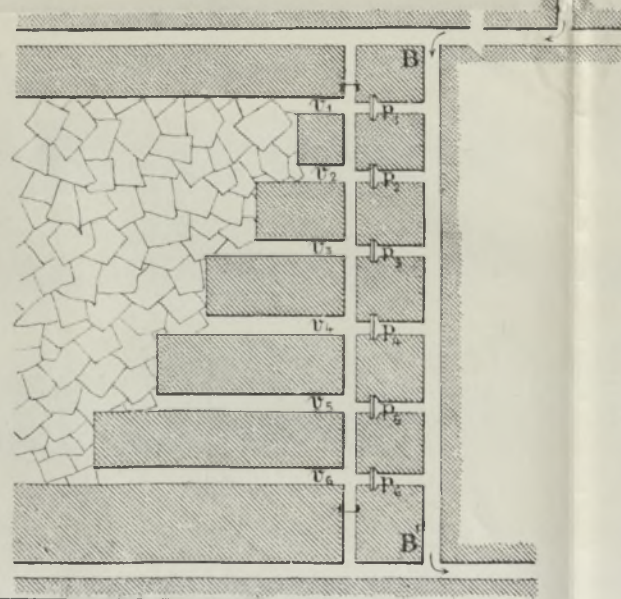 B
v₁ p₁
v₂ p₂
v₃ p₃
v₄ p₄
v₅ p₅
v₆ p₆
B'